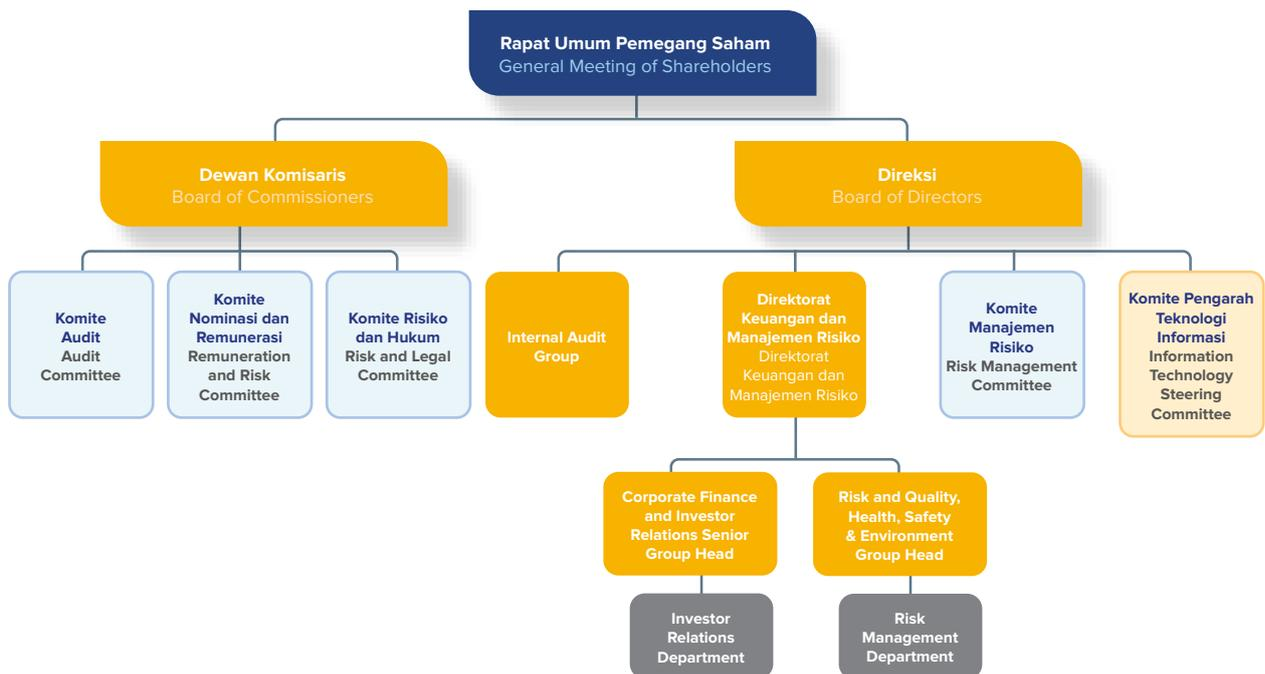 Rapat Umum Pemegang Saham
General Meeting of Shareholders
Dewan Komisaris
Board of Commissioners
Direksi
Board of Directors
Komite
Audit
Audit
Committee
Komite
Nominasi dan
Remunerasi
Remuneration
and Risk
Committee
Komite Risiko
dan Hukum
Risk and Legal
Committee
Internal Audit
Group
Direktorat
Keuangan dan
Manajemen Risiko
Direktorat
Keuangan dan
Manajemen Risiko
Komite
Manajemen
Risiko
Risk Management
Committee
Komite Pengarah
Teknologi
Informasi
Information
Technology
Steering
Committee
Corporate Finance
and Investor
Relations Senior
Group Head
Risk and Quality,
Health, Safety
& Environment
Group Head
Investor
Relations
Department
Risk
Management
Department